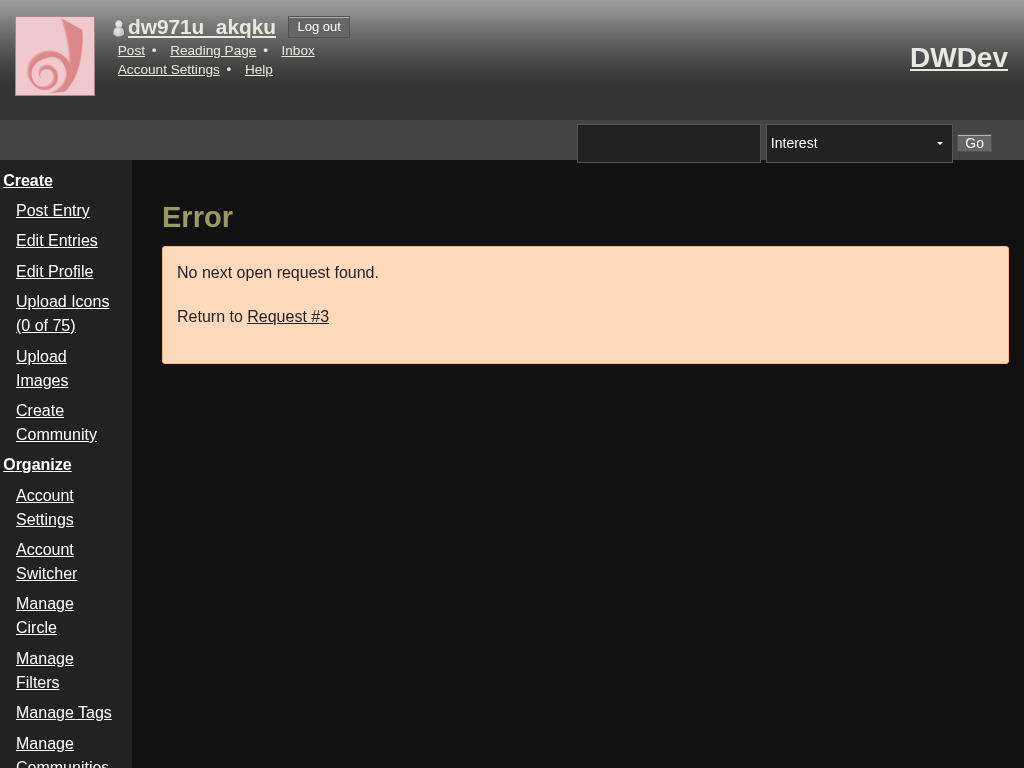 dw971u_akqku Log out
Post • Reading Page • Inbox
Account Settings • Help
DWDev
Interest Go
Create
Post Entry
Edit Entries
Edit Profile
Upload Icons
(0 of 75)
Upload
Images
Create
Community
Organize
Account
Settings
Account
Switcher
Manage
Circle
Manage
Filters
Manage Tags
Manage
Communities
Error
No next open request found.
Return to Request #3